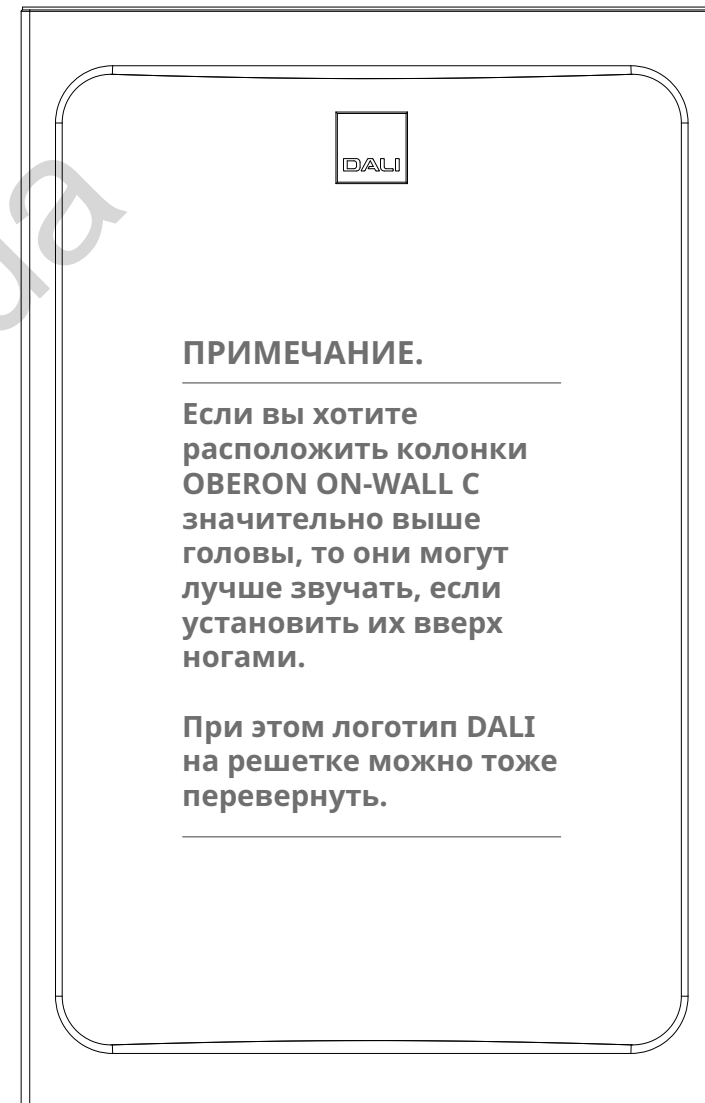 DALI
ПРИМЕЧАНИЕ.
Если вы хотите
расположить колонки
OBERON ON-WALL C
значительно выше
головы, то они могут
лучше звучать, если
установить их вверх
ногами.
При этом логотип DALI
на решетке можно тоже
перевернуть.